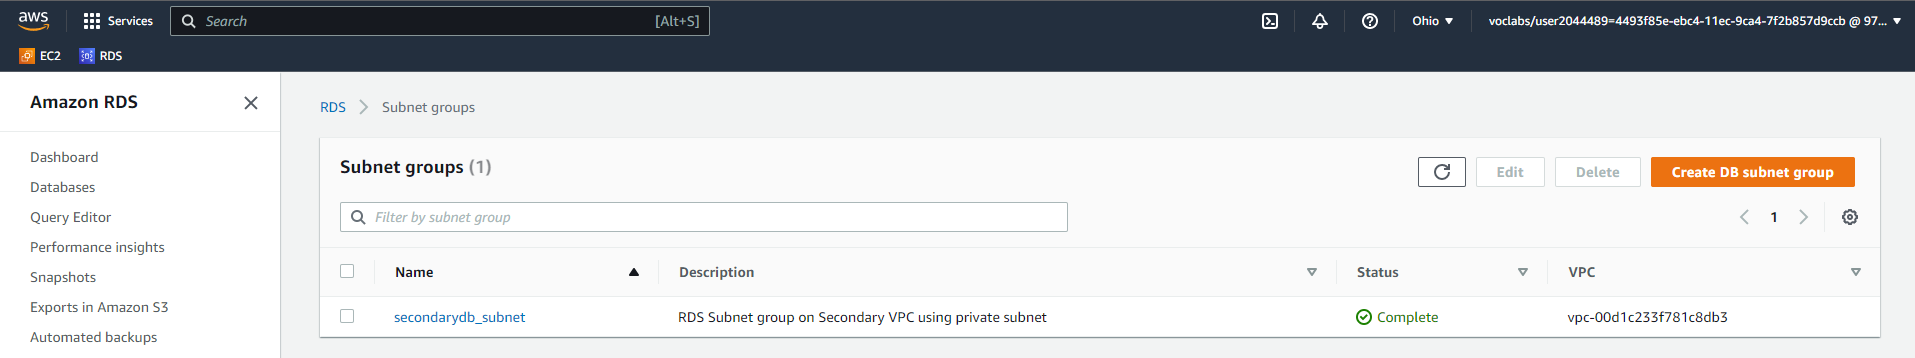 aws Services Search [Alt+S] Ohio voclabs/user2044489=4493f85e-ebc4-11ec-9ca4-7f2b857d9ccb @ 97...
EC2 RDS
Amazon RDS
Dashboard
Databases
Query Editor
Performance insights
Snapshots
Exports in Amazon S3
Automated backups
RDS Subnet groups
Subnet groups (1) Edit Delete Create DB subnet group
Filter by subnet group 1
Name Description Status VPC
secondarydb_subnet RDS Subnet group on Secondary VPC using private subnet Complete vpc-00d1c233f781c8db3